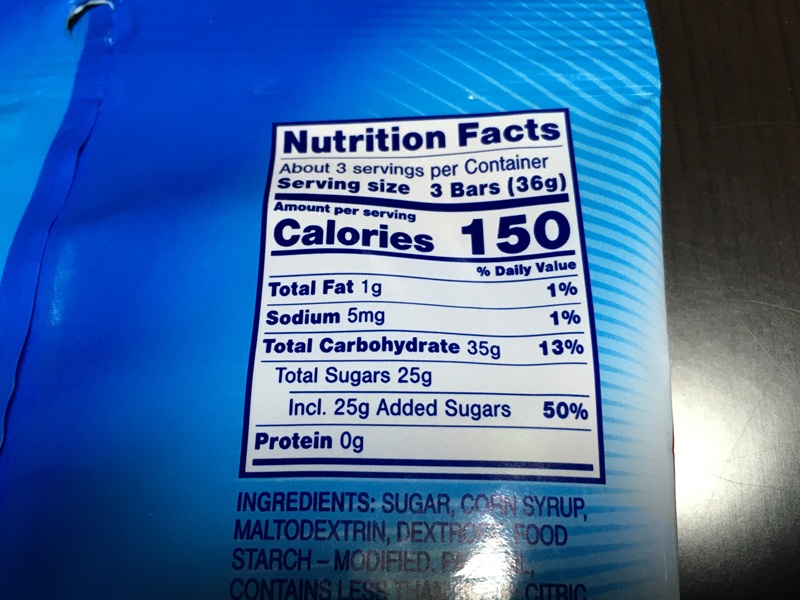 Nutrition Facts
About 3 servings per Container
Serving size 3 Bars (36g)
Amount per serving
Calories 150
% Daily Value
Total Fat 1g 1%
Sodium 5mg 1%
Total Carbohydrate 35g 13%
Total Sugars 25g
Incl. 25g Added Sugars 50%
Protein 0g
INGREDIENTS: SUGAR, CORN SYRUP,
MALTODEXTRIN, DEXTROSE, FOOD
STARCH – MODIFIED,
CONTAINS LESS THAN CITRIC